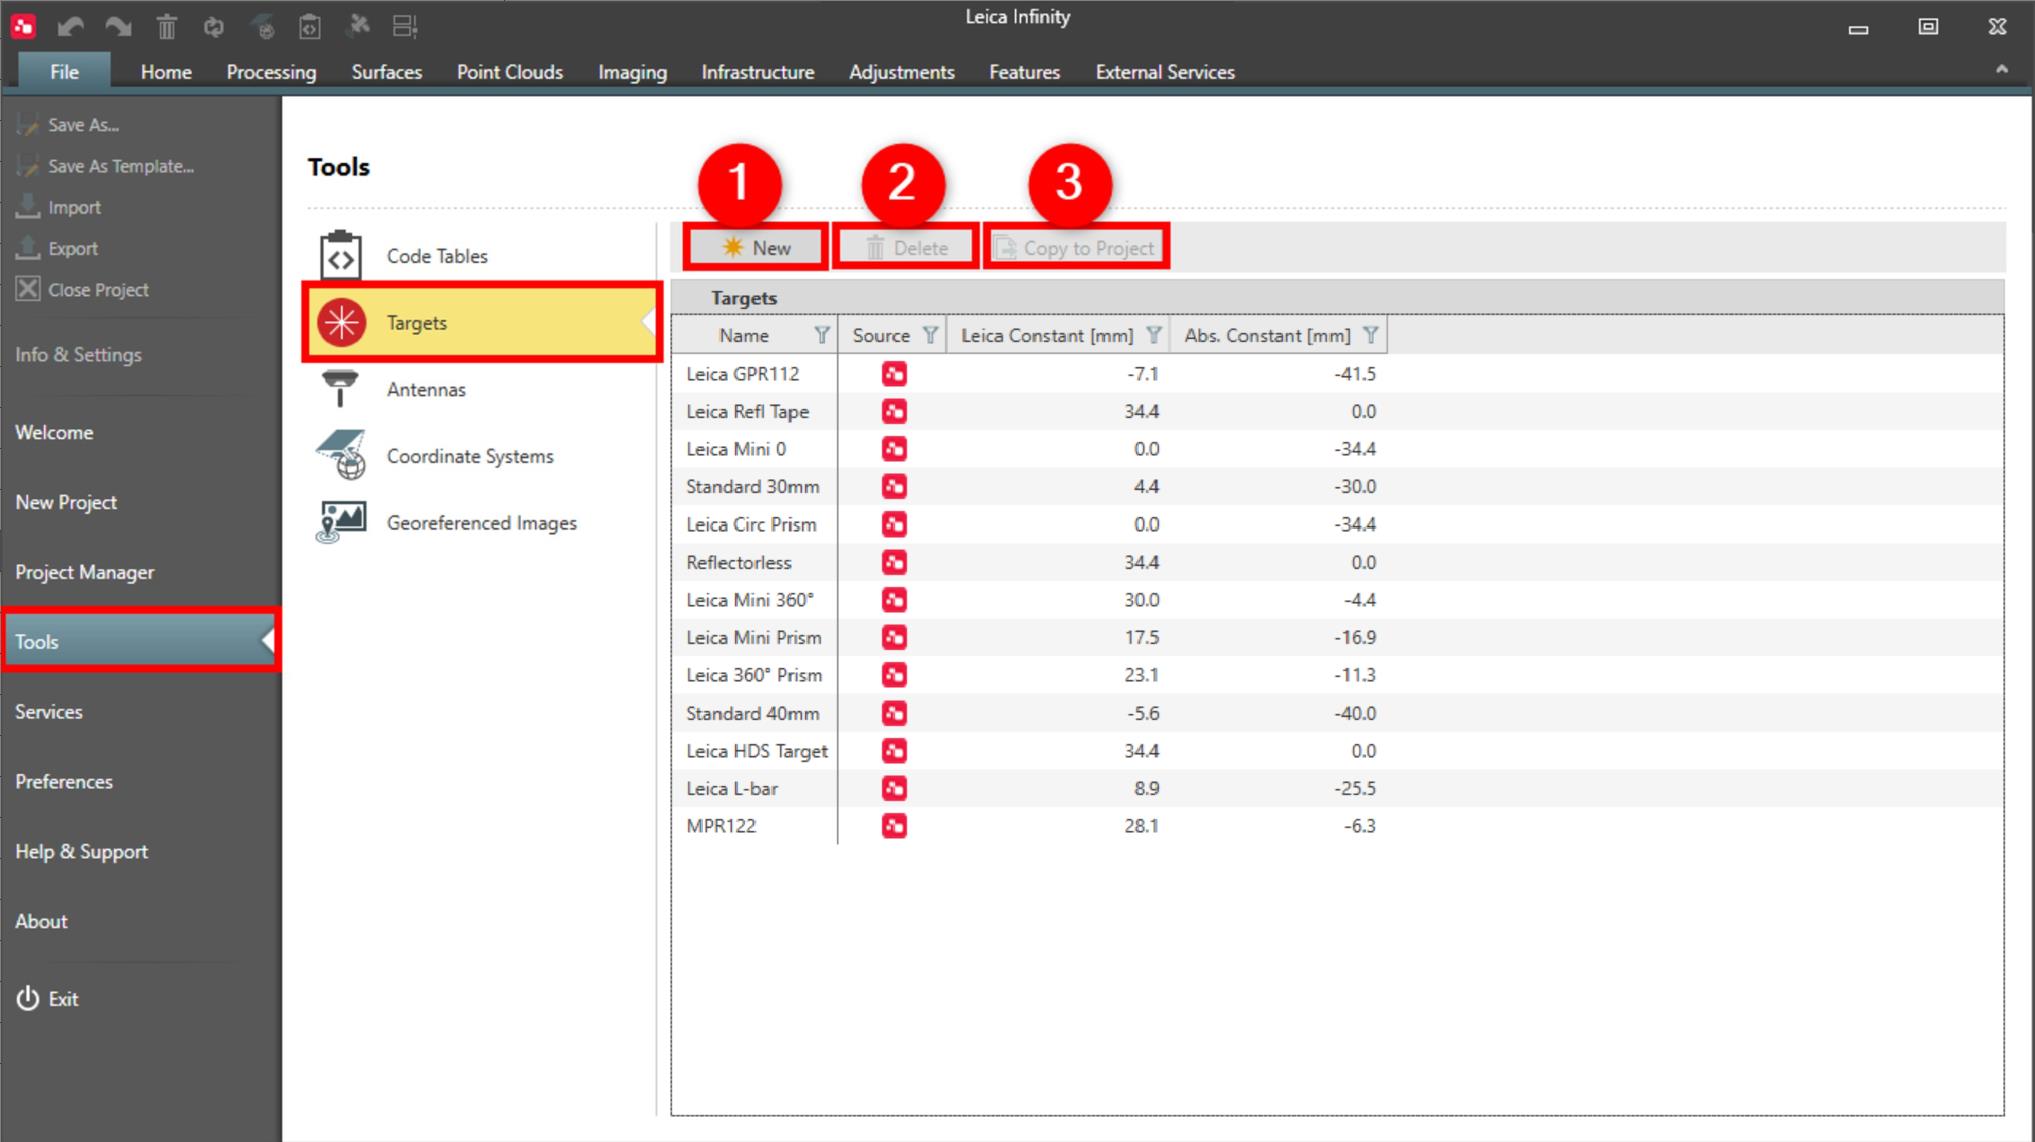 Leica Infinity
File Home Processing Surfaces Point Clouds Imaging Infrastructure Adjustments Features External Services
Save As...
Save As Template...
Import
Export
Close Project
Info & Settings
Welcome
New Project
Project Manager
Tools
Services
Preferences
Help & Support
About
Exit
Tools
Code Tables
Targets
Antennas
Coordinate Systems
Georeferenced Images
1 2 3
New Delete Copy to Project
Targets
Name Source Leica Constant [mm] Abs. Constant [mm]
Leica GPR112 -7.1 -41.5
Leica Refl Tape 34.4 0.0
Leica Mini 0 0.0 -34.4
Standard 30mm 4.4 -30.0
Leica Circ Prism 0.0 -34.4
Reflectorless 34.4 0.0
Leica Mini 360° 30.0 -4.4
Leica Mini Prism 17.5 -16.9
Leica 360° Prism 23.1 -11.3
Standard 40mm -5.6 -40.0
Leica HDS Target 34.4 0.0
Leica L-bar 8.9 -25.5
MPR122 28.1 -6.3